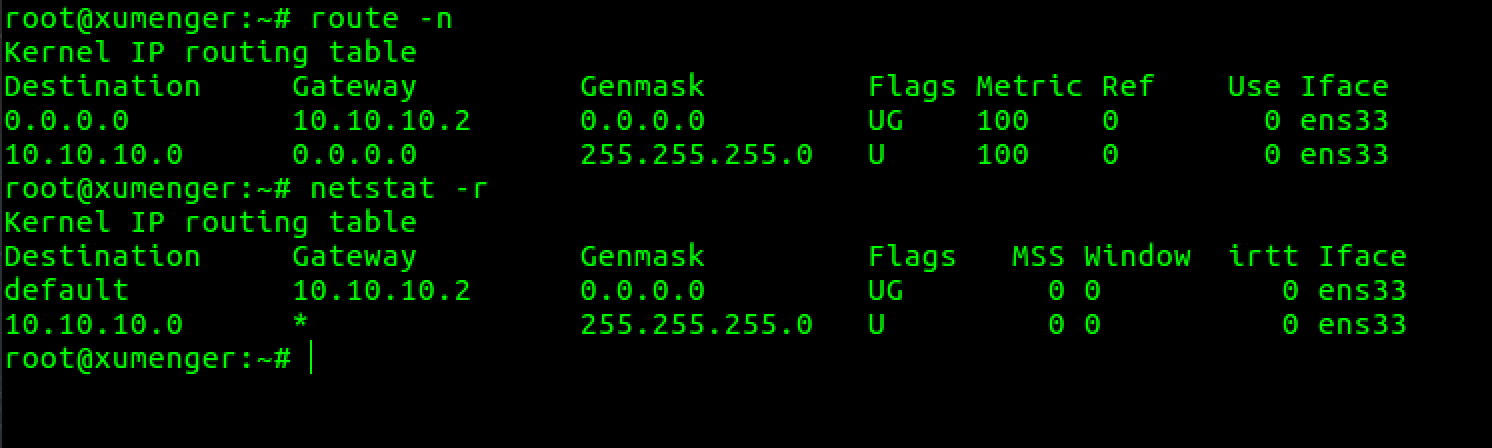 root@xumenger:~# route -n
Kernel IP routing table
Destination     Gateway         Genmask         Flags Metric Ref    Use Iface
0.0.0.0         10.10.10.2      0.0.0.0         UG    100    0        0 ens33
10.10.10.0      0.0.0.0         255.255.255.0   U     100    0        0 ens33
root@xumenger:~# netstat -r
Kernel IP routing table
Destination     Gateway         Genmask         Flags   MSS Window  irtt Iface
default         10.10.10.2      0.0.0.0         UG        0 0          0 ens33
10.10.10.0      *               255.255.255.0   U         0 0          0 ens33
root@xumenger:~#